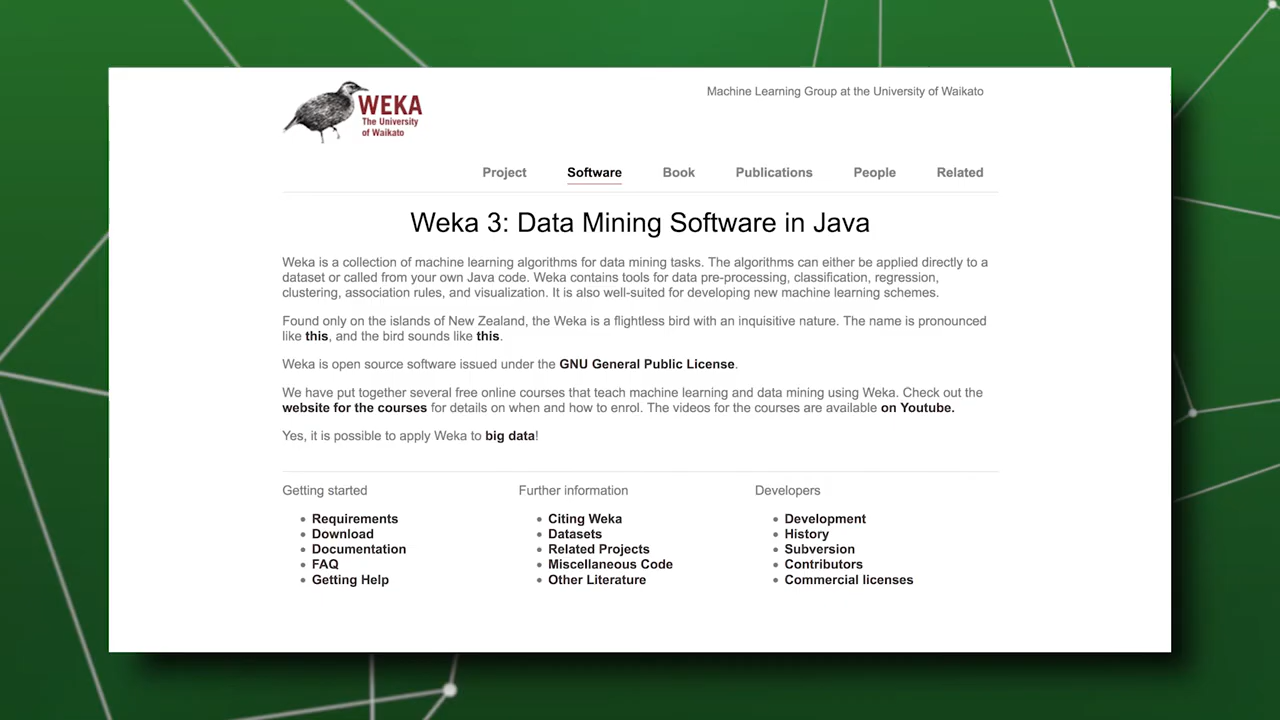 WEKA
The University
of Waikato
Machine Learning Group at the University of Waikato
Project Software Book Publications People Related
Weka 3: Data Mining Software in Java
Weka is a collection of machine learning algorithms for data mining tasks. The algorithms can either be applied directly to a
dataset or called from your own Java code. Weka contains tools for data pre-processing, classification, regression,
clustering, association rules, and visualization. It is also well-suited for developing new machine learning schemes.
Found only on the islands of New Zealand, the Weka is a flightless bird with an inquisitive nature. The name is pronounced
like this, and the bird sounds like this.
Weka is open source software issued under the GNU General Public License.
We have put together several free online courses that teach machine learning and data mining using Weka. Check out the
website for the courses for details on when and how to enrol. The videos for the courses are available on Youtube.
Yes, it is possible to apply Weka to big data!
Getting started
• Requirements
• Download
• Documentation
• FAQ
• Getting Help
Further information
• Citing Weka
• Datasets
• Related Projects
• Miscellaneous Code
• Other Literature
Developers
• Development
• History
• Subversion
• Contributors
• Commercial licenses